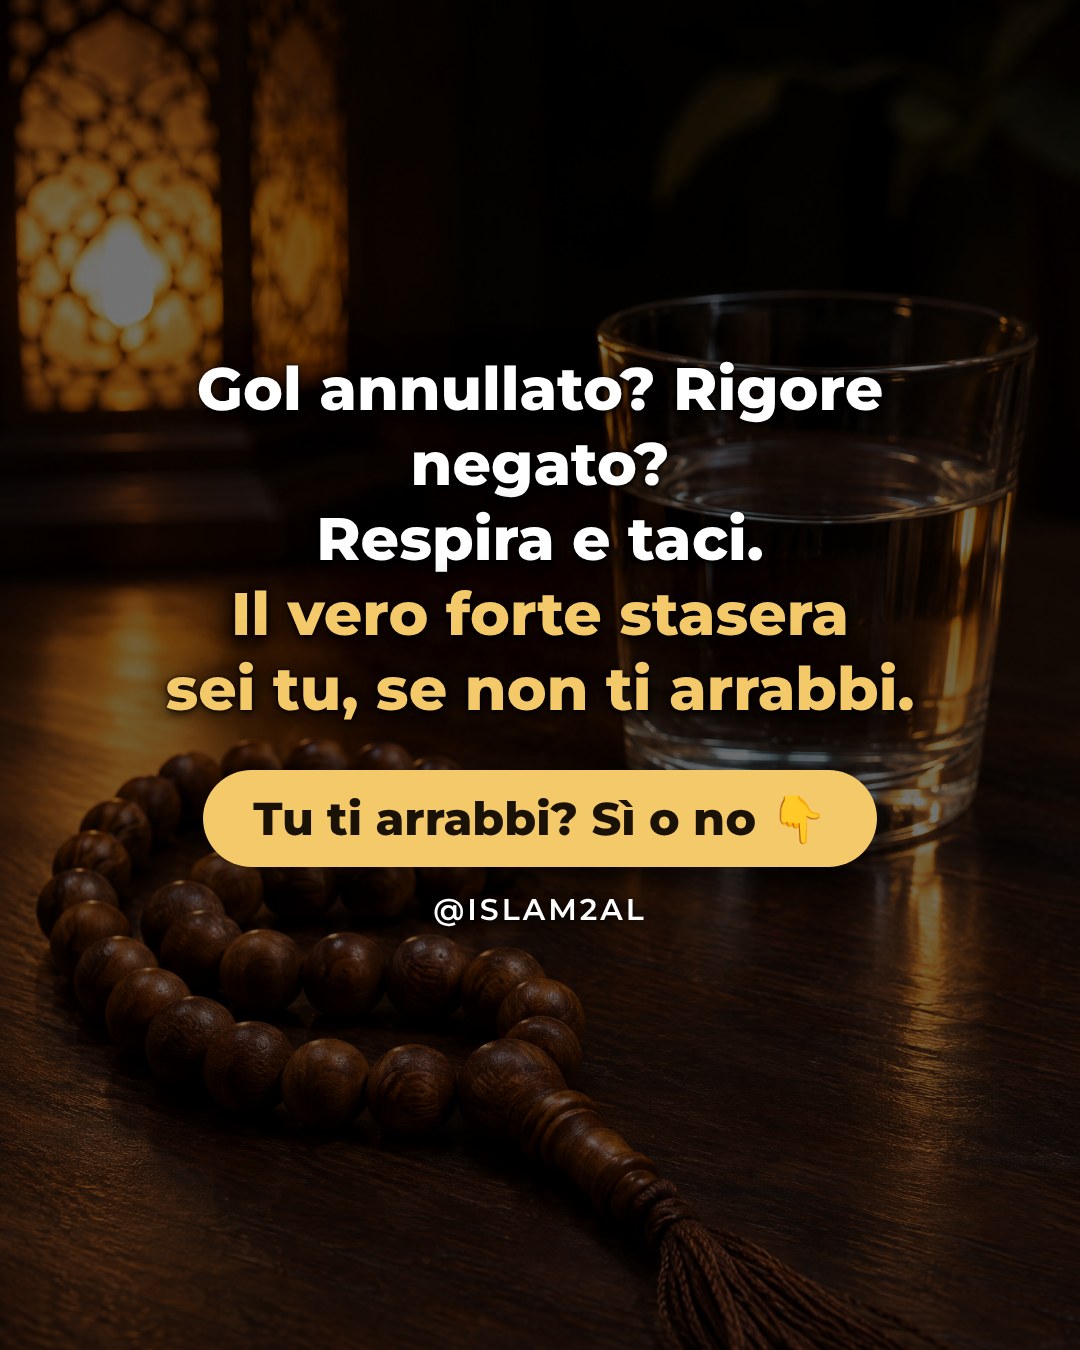 Gol annullato? Rigore
negato?
Respira e taci.
Il vero forte stasera
sei tu, se non ti arrabbi.
Tu ti arrabbi? Sì o no 👇
@ISLAM2AL